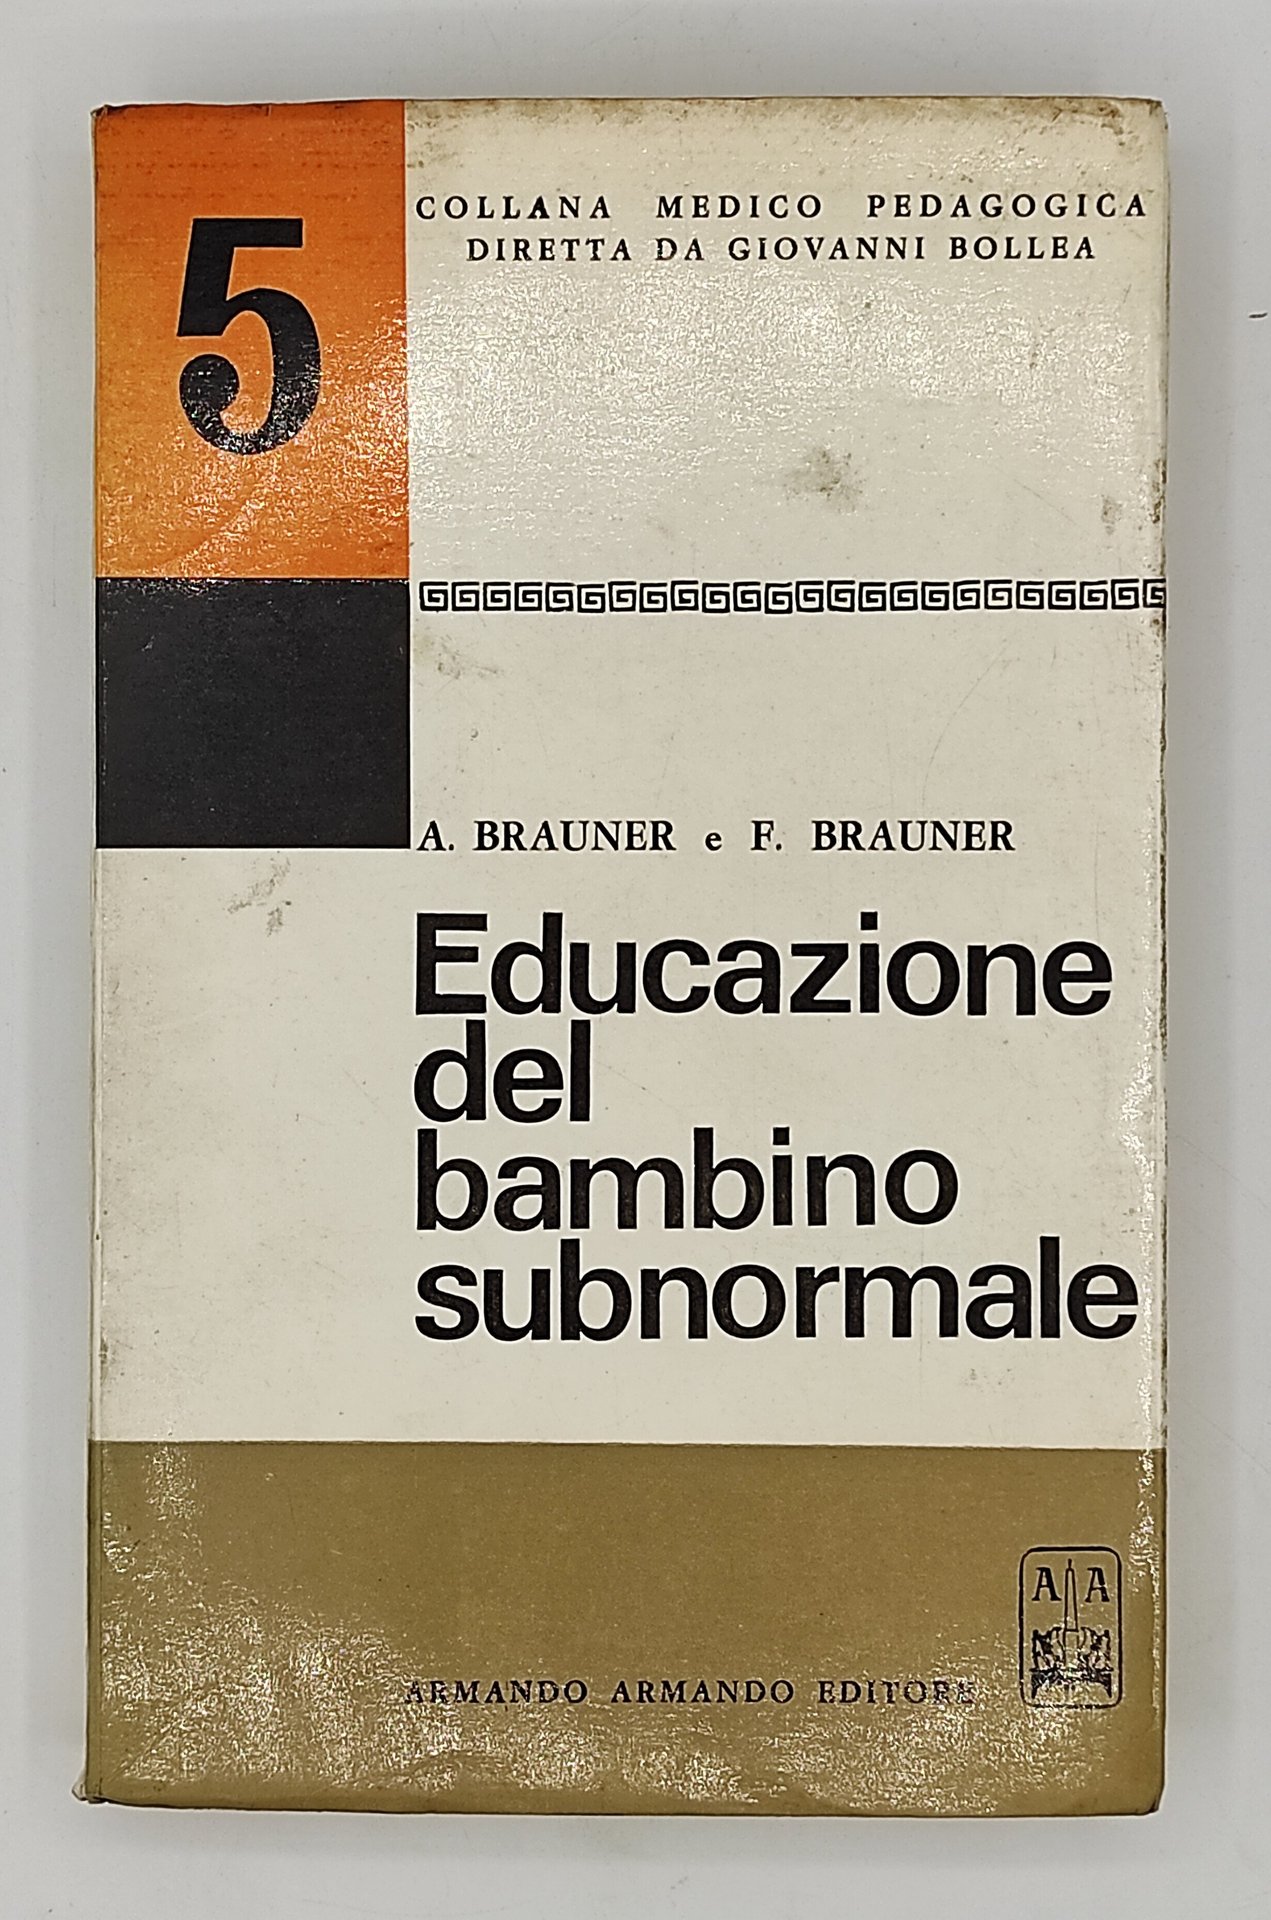 5
COLLANA MEDICO PEDAGOGICA
DIRETTA DA GIOVANNI BOLLEA
A. BRAUNER e F. BRAUNER
Educazione
del
bambino
subnormale
A A
ARMANDO ARMANDO EDITORE